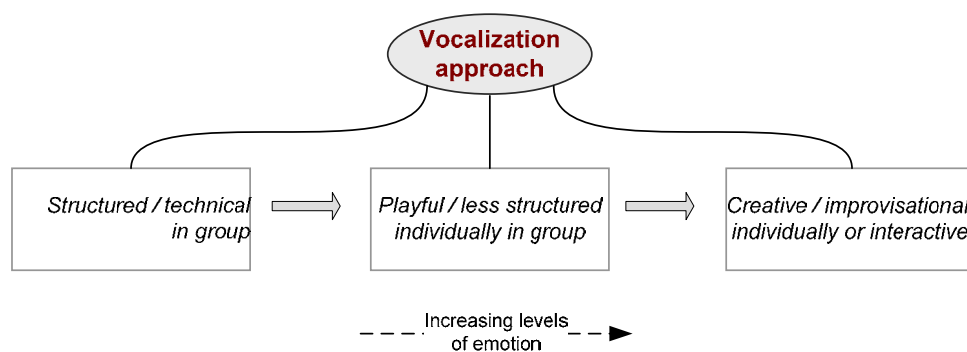 Vocalization
approach
Structured / technical
in group
Playful / less structured
individually in group
Creative / improvisational
individually or interactive
Increasing levels
of emotion